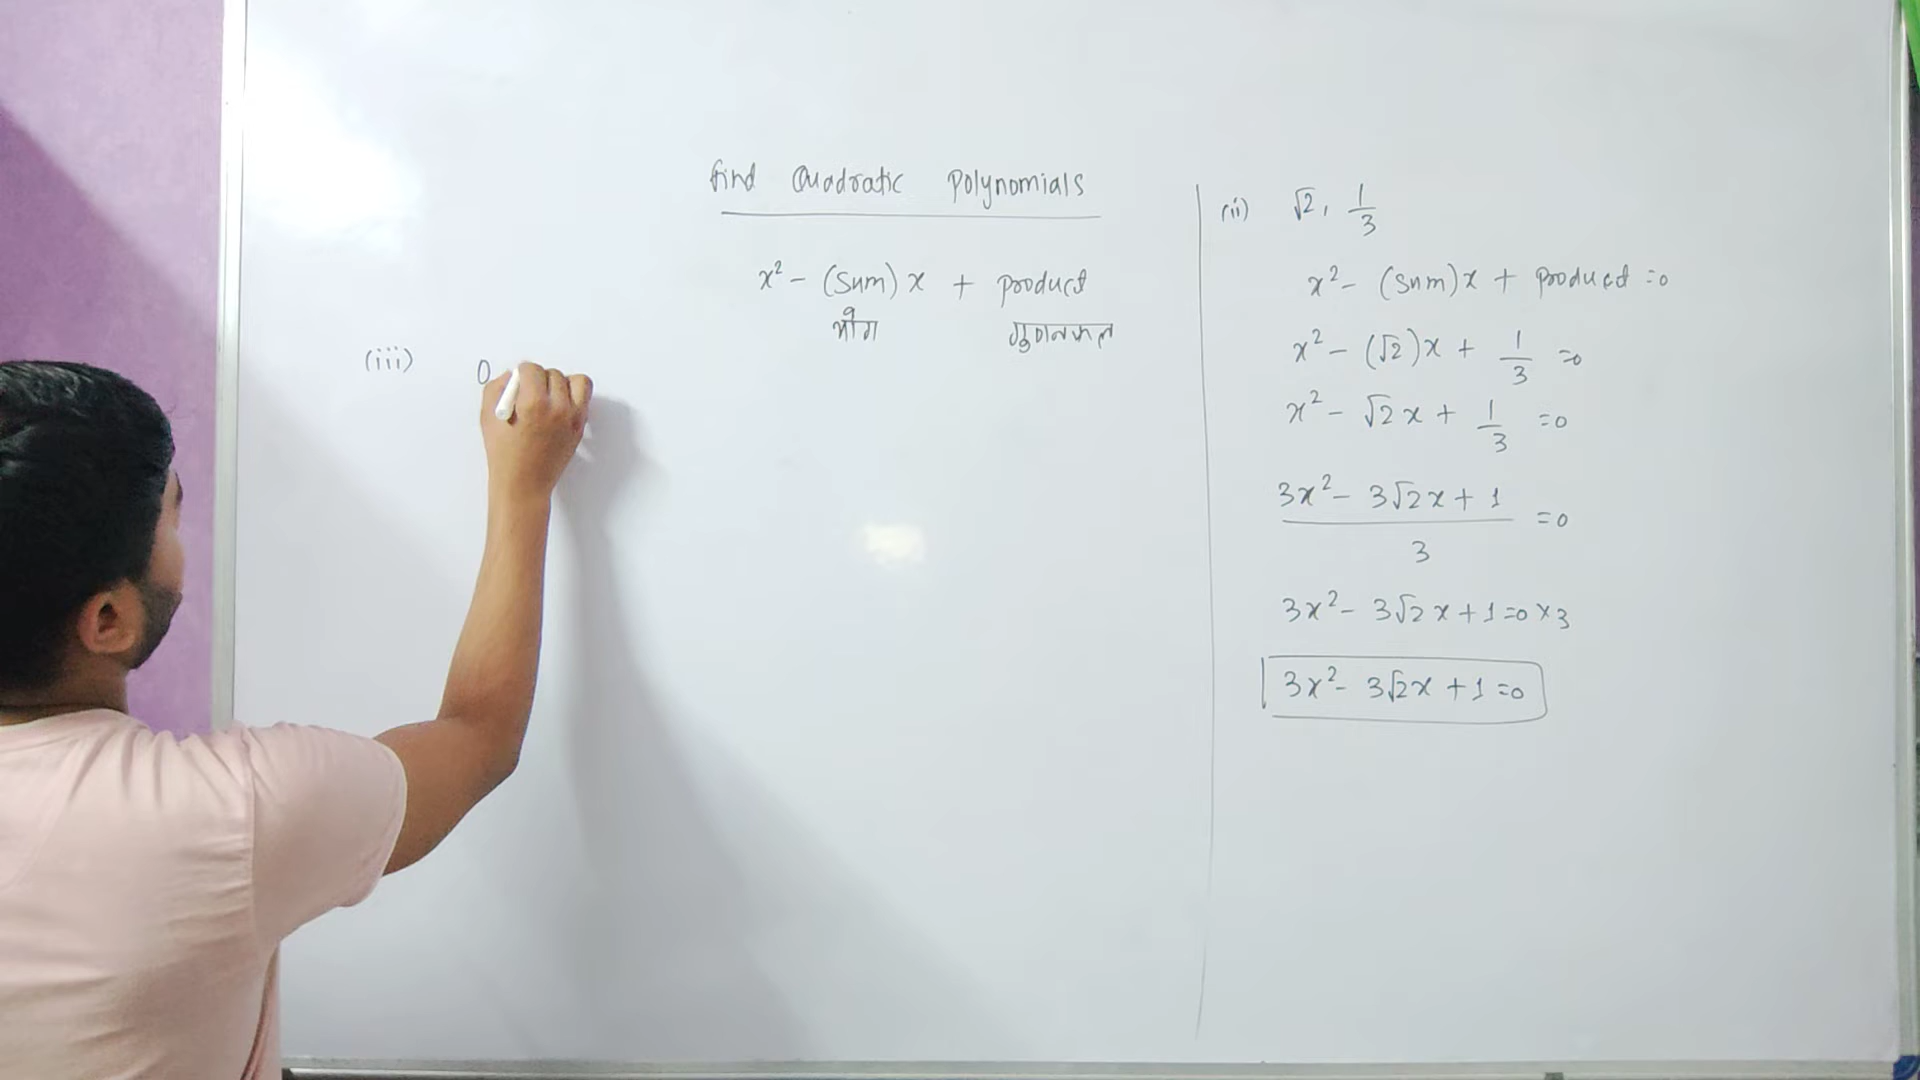 find Quadratic Polynomials
x² - (Sum) x + product
योग गुणनफल
(iii) 0
(ii) √2, 1/3
x² - (Sum)x + product =0
x² - (√2)x + 1/3 =0
x² - √2 x + 1/3 =0
3x² - 3√2 x + 1 / 3 =0
3x² - 3√2 x + 1 =0 × 3
3x² - 3√2x + 1 =0